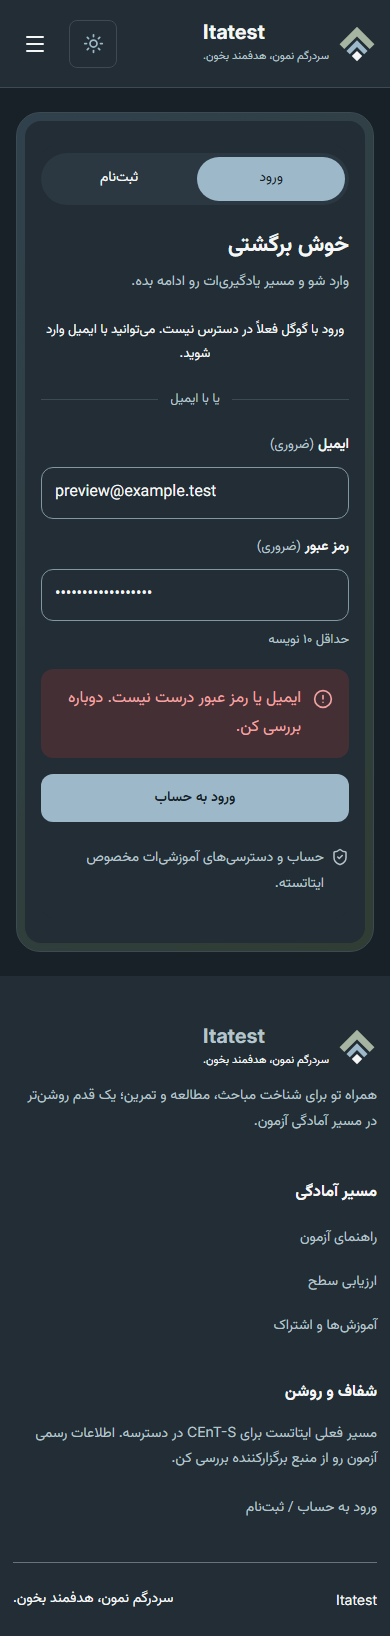 Itatest
سردرگم نمون، هدفمند بخون.
ورود
ثبت‌نام
خوش برگشتی
وارد شو و مسیر یادگیری‌ات رو ادامه بده.
ورود با گوگل فعلاً در دسترس نیست. می‌توانید با ایمیل وارد
شوید.
یا با ایمیل
ایمیل (ضروری)
preview@example.test
رمز عبور (ضروری)
••••••••••••••••••
حداقل ۱۰ نویسه
ایمیل یا رمز عبور درست نیست. دوباره
بررسی کن.
ورود به حساب
حساب و دسترسی‌های آموزشی‌ات مخصوص
ایتاتسته.
Itatest
سردرگم نمون، هدفمند بخون.
همراه تو برای شناخت مباحث، مطالعه و تمرین؛ یک قدم روشن‌تر
در مسیر آمادگی آزمون.
مسیر آمادگی
راهنمای آزمون
ارزیابی سطح
آموزش‌ها و اشتراک
شفاف و روشن
مسیر فعلی ایتاتست برای CEnT-S در دسترسه. اطلاعات رسمی
آزمون رو از منبع برگزارکننده بررسی کن.
ورود به حساب / ثبت‌نام
Itatest
سردرگم نمون، هدفمند بخون.